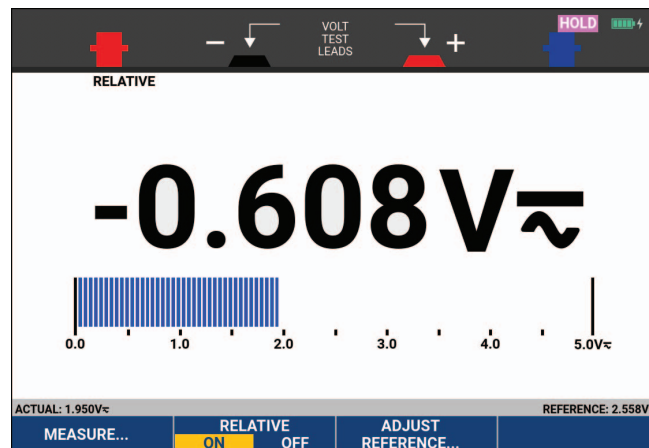 VOLT
TEST
LEADS
HOLD
− +
RELATIVE
-0.608 V⏦
0.0 1.0 2.0 3.0 4.0 5.0V⏦
ACTUAL: 1.950V⏦ REFERENCE: 2.558V
MEASURE... RELATIVE ADJUST
ON OFF REFERENCE...